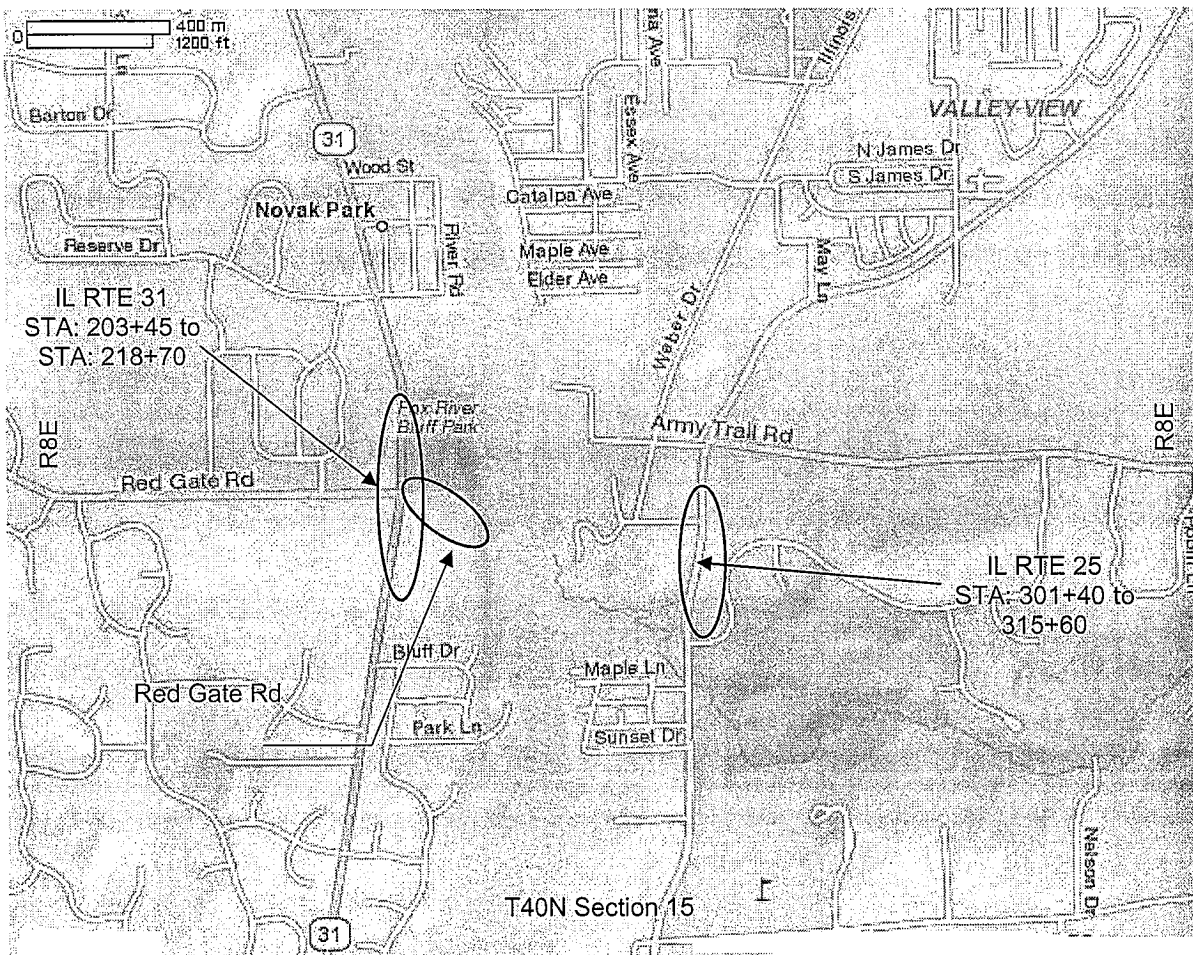 0
400 m
1200 ft
Ln
Barton Dr
31
Wood St
Novak Park
River Rd
Reserve Dr
IL RTE 31
STA: 203+45 to
STA: 218+70
na Ave
Essex Ave
Catalpa Ave
Maple Ave
Elder Ave
Illinois
VALLEY VIEW
N James Dr
S James Dr
May Ln
Weber Dr
Fox River
Bluff Park
Army Trail Rd
R8E
R8E
Red Gate Rd
IL RTE 25
STA: 301+40 to
315+60
Bluff Dr
Maple Ln
Red Gate Rd
Park Ln
Sunset Dr
Nelson Dr
T40N Section 15
31